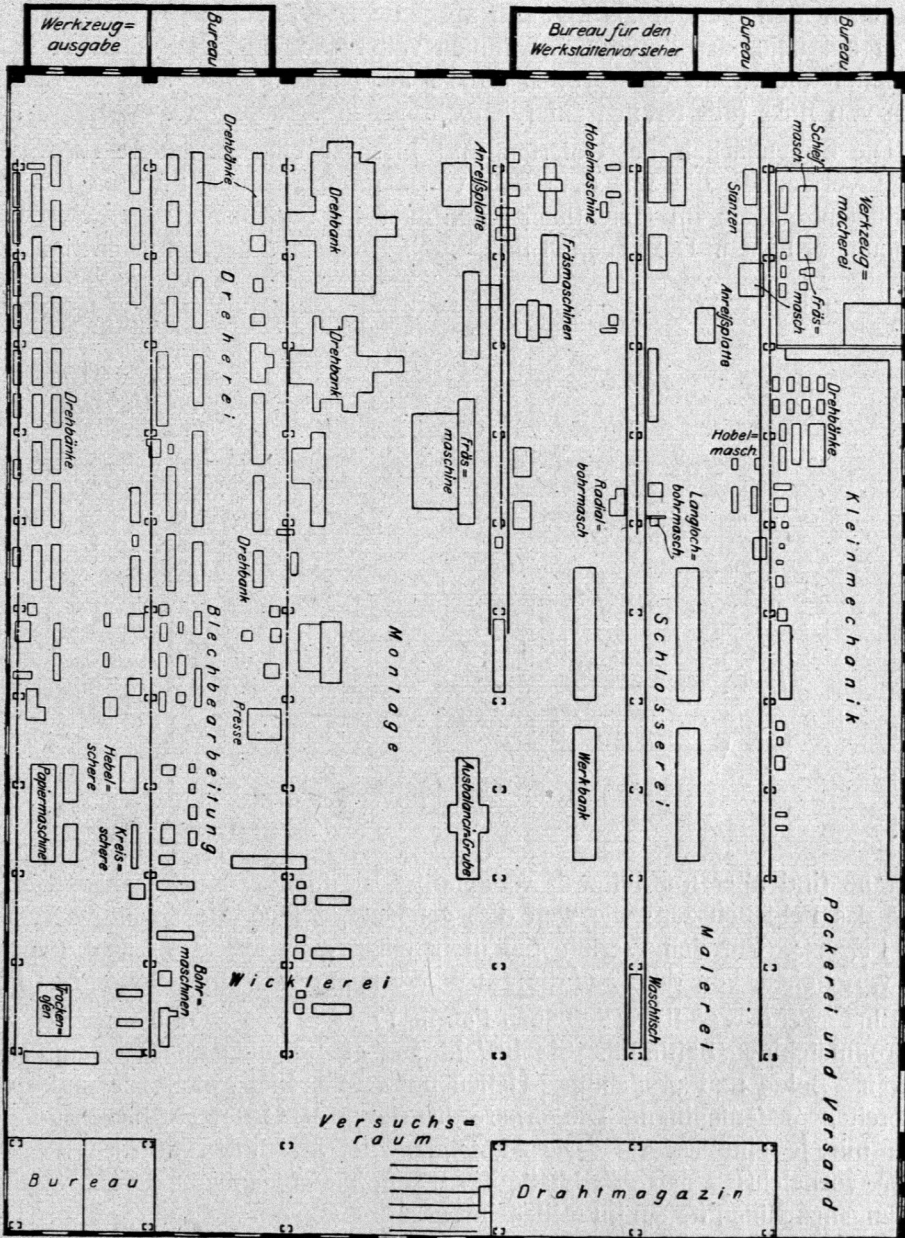 Werkzeug=
ausgabe
Bureau
Bureau für den
Werkstattenvorsteher
Bureau
Bureau
Drehbänke
Drehbank
Anreißplatte
Hobelmaschine
Fräsmaschinen
Stanzen
Schleif=
masch
Werkzeug=
macherei
Fräs=
masch
Anreißplatte
Dreherei
Drehbank
Drehbänke
Fräs=
maschine
Radial=
bohrmasch
Langloch=
bohrmasch
Hobel=
masch
Drehbänke
Kleinmechanik
Drehbank
Blechbearbeitung
Montage
Schlosserei
Presse
Hebel=
schere
Kreis=
schere
Papiermaschine
Ausbalancir=Grube
Werkbank
Bohr=
maschinen
Wicklerei
Trocken=
ofen
Waschtisch
Malerei
Packerei und Versand
Versuchs=
raum
Bureau
Drahtmagazin